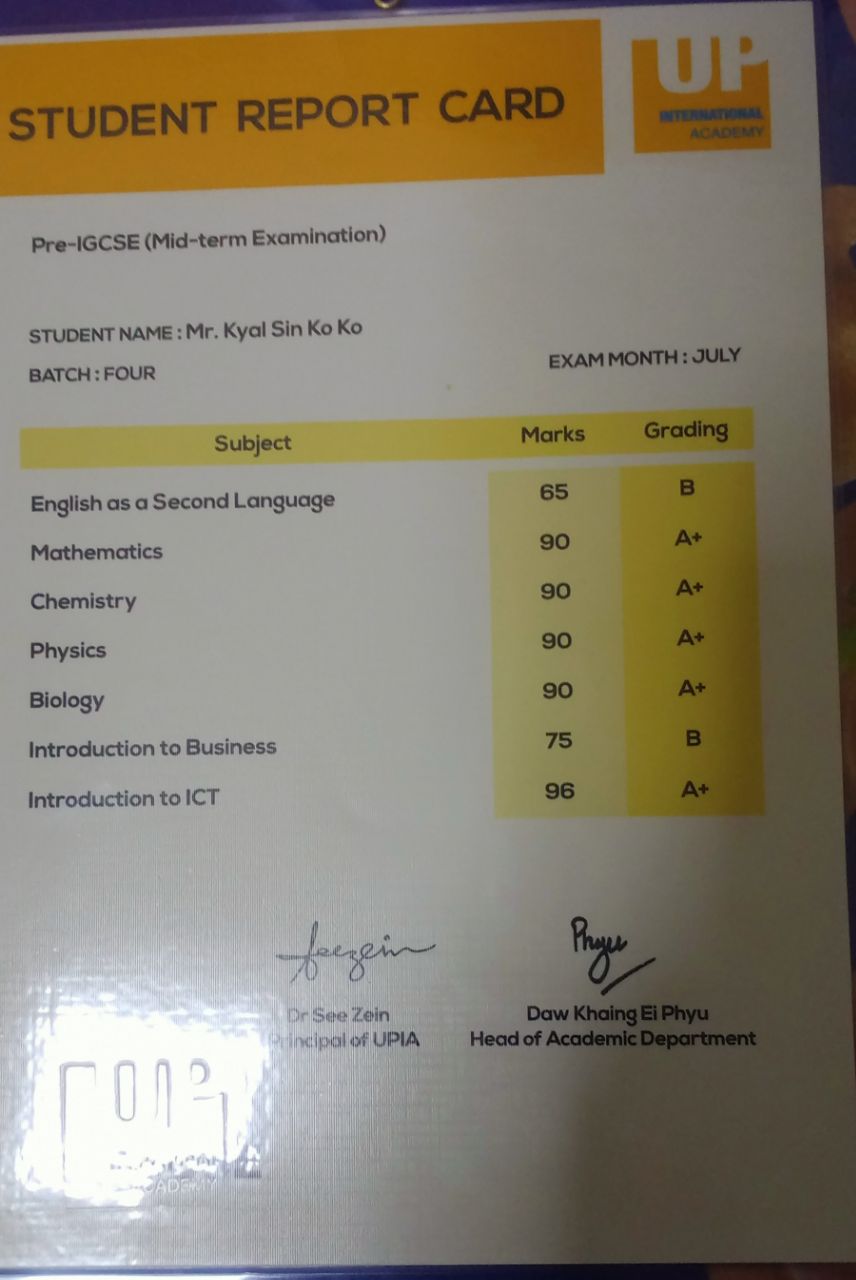 STUDENT REPORT CARD
UP
INTERNATIONAL
ACADEMY
Pre-IGCSE (Mid-term Examination)
STUDENT NAME : Mr. Kyal Sin Ko Ko
BATCH : FOUR
EXAM MONTH : JULY
Subject Marks Grading
English as a Second Language 65 B
Mathematics 90 A+
Chemistry 90 A+
Physics 90 A+
Biology 90 A+
Introduction to Business 75 B
Introduction to ICT 96 A+
Seezein Phyu
Dr See Zein
Principal of UPIA
Daw Khaing Ei Phyu
Head of Academic Department
UP
ACADEMY